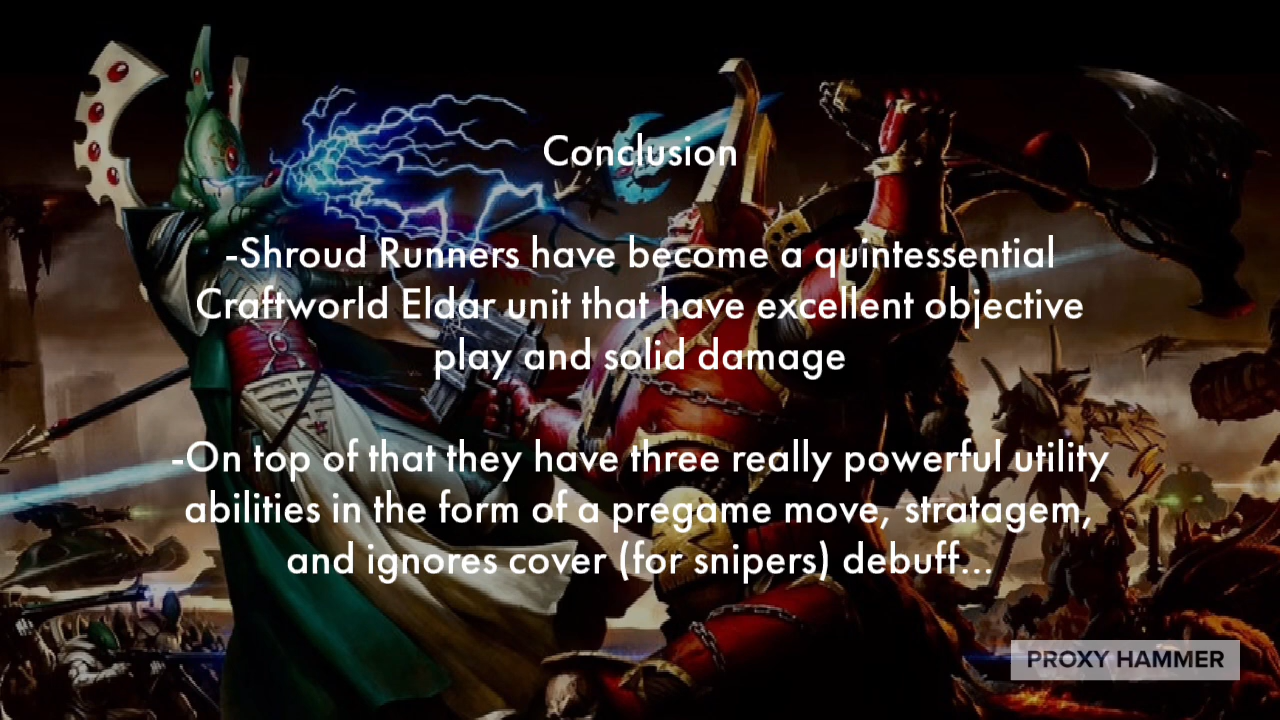 Conclusion
-Shroud Runners have become a quintessential
Craftworld Eldar unit that have excellent objective
play and solid damage
-On top of that they have three really powerful utility
abilities in the form of a pregame move, stratagem,
and ignores cover (for snipers) debuff...
PROXY HAMMER